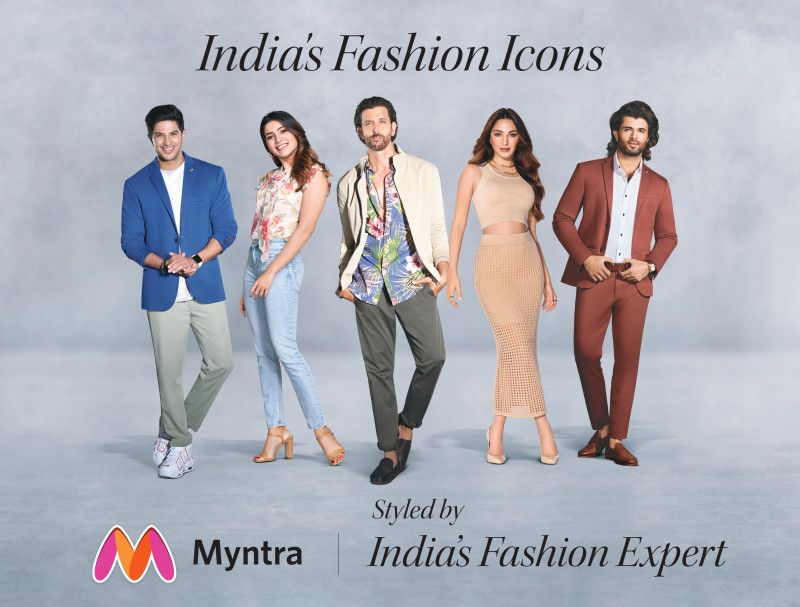 India's Fashion Icons
Styled by
Myntra
India's Fashion Expert